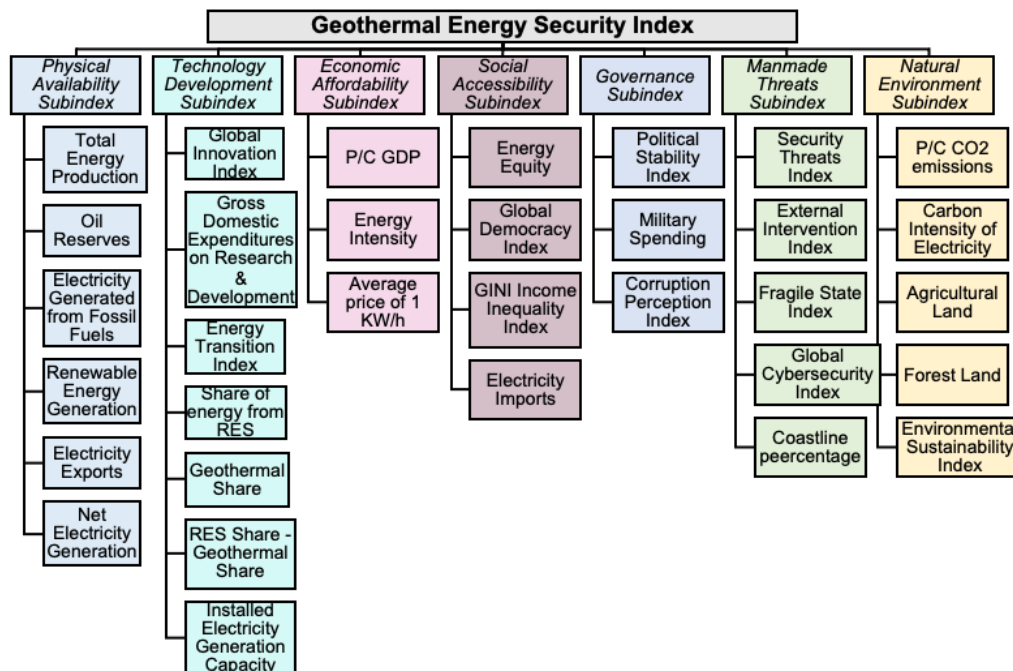 Geothermal Energy Security Index
Physical
Availability
Subindex
Technology
Development
Subindex
Economic
Affordability
Subindex
Social
Accessibility
Subindex
Governance
Subindex
Manmade
Threats
Subindex
Natural
Environment
Subindex
Total
Energy
Production
Oil
Reserves
Electricity
Generated
from Fossil
Fuels
Renewable
Energy
Generation
Electricity
Exports
Net
Electricity
Generation
Global
Innovation
Index
Gross
Domestic
Expenditures
on Research
&
Development
Energy
Transition
Index
Share of
energy from
RES
Geothermal
Share
RES Share -
Geothermal
Share
Installed
Electricity
Generation
Capacity
P/C GDP
Energy
Intensity
Average
price of 1
KW/h
Energy
Equity
Global
Democracy
Index
GINI Income
Inequality
Index
Electricity
Imports
Political
Stability
Index
Military
Spending
Corruption
Perception
Index
Security
Threats
Index
External
Intervention
Index
Fragile State
Index
Global
Cybersecurity
Index
Coastline
peercentage
P/C CO2
emissions
Carbon
Intensity of
Electricity
Agricultural
Land
Forest Land
Environmental
Sustainability
Index